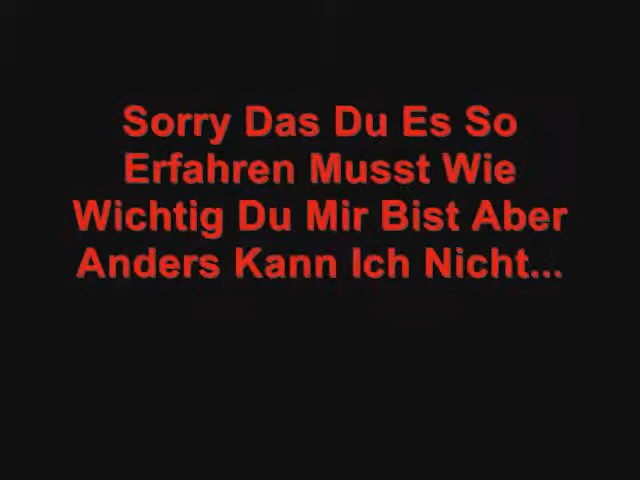 Sorry Das Du Es So
Erfahren Musst Wie
Wichtig Du Mir Bist Aber
Anders Kann Ich Nicht...